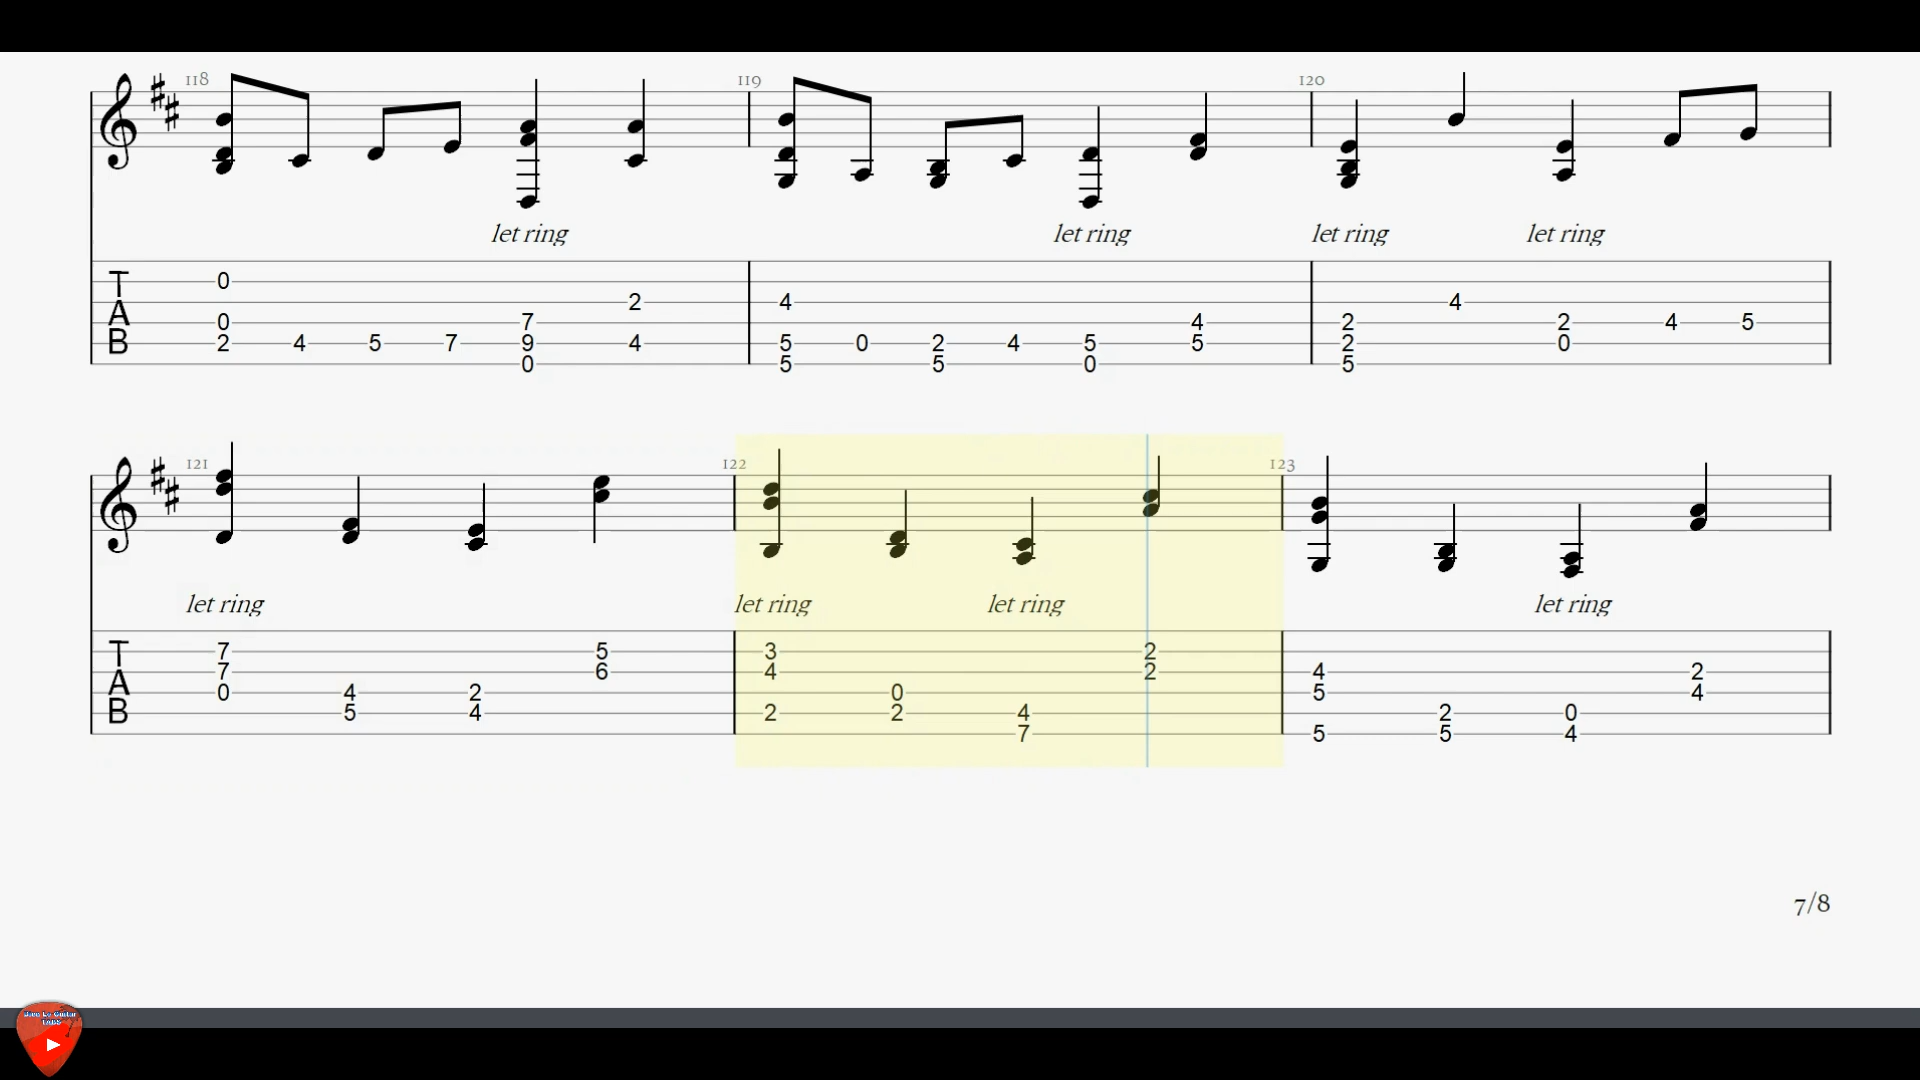 118 119 120
let ring let ring let ring let ring
T 0 2 4 4
A 0 7 4 2 2 4 5
B 2 4 5 7 9 4 5 0 2 4 5 5 2 0
0 5 5 0 5
121 122 123
let ring let ring let ring let ring
T 7 5 3 2
7 6 4 2 4 2
A 0 4 2 0 5 4
B 5 4 2 2 4 2 0
7 5 5 4
7/8
Guitar
TABS